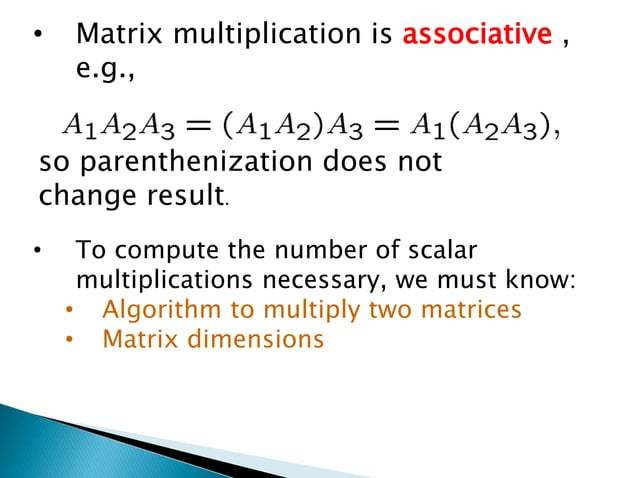 • Matrix multiplication is associative ,
e.g.,
A₁A₂A₃ = (A₁A₂)A₃ = A₁(A₂A₃),
so parenthenization does not
change result.
• To compute the number of scalar
multiplications necessary, we must know:
• Algorithm to multiply two matrices
• Matrix dimensions